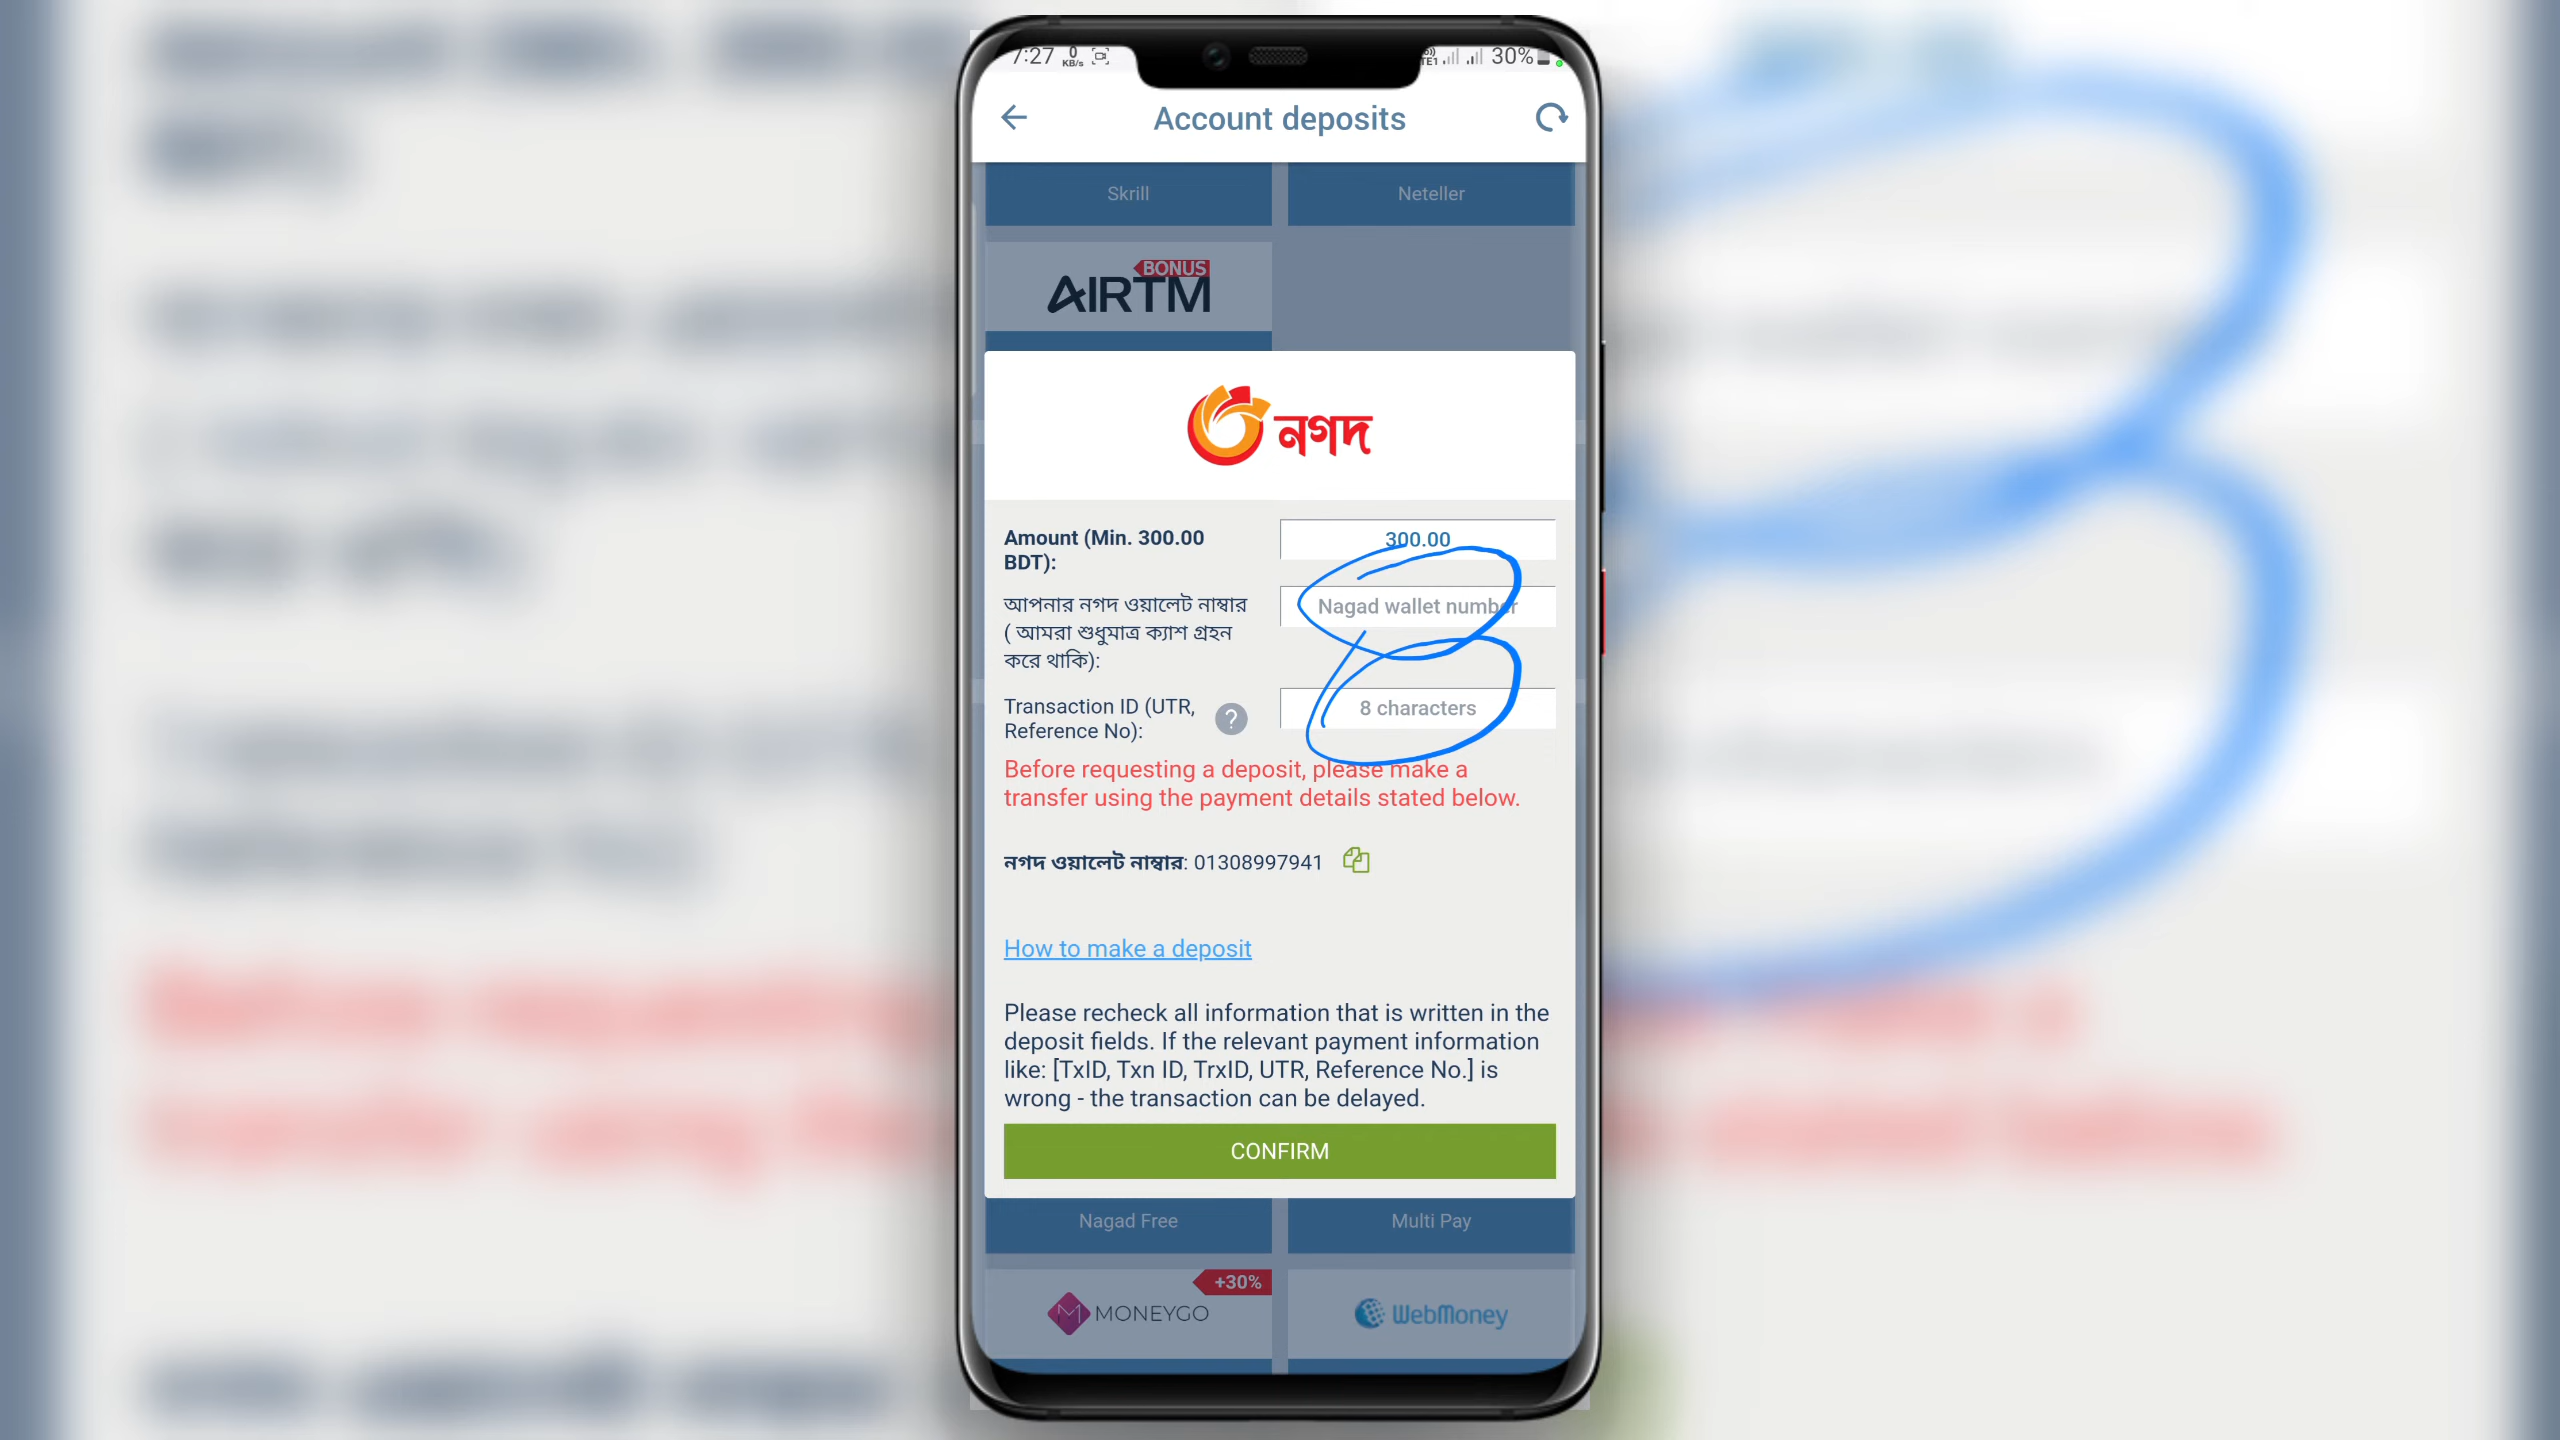 7:27 0 KB/s 30%
Account deposits
Skrill Neteller
BONUS
AIRTM
নগদ
Amount (Min. 300.00 BDT): 300.00
আপনার নগদ ওয়ালেট নাম্বার
( আমরা শুধুমাত্র ক্যাশ গ্রহন
করে থাকি):
Nagad wallet number
Transaction ID (UTR,
Reference No):
?
8 characters
Before requesting a deposit, please make a
transfer using the payment details stated below.
নগদ ওয়ালেট নাম্বার: 01308997941
How to make a deposit
Please recheck all information that is written in the
deposit fields. If the relevant payment information
like: [TxID, Txn ID, TrxID, UTR, Reference No.] is
wrong - the transaction can be delayed.
CONFIRM
Nagad Free Multi Pay
+30%
MONEYGO WebMoney